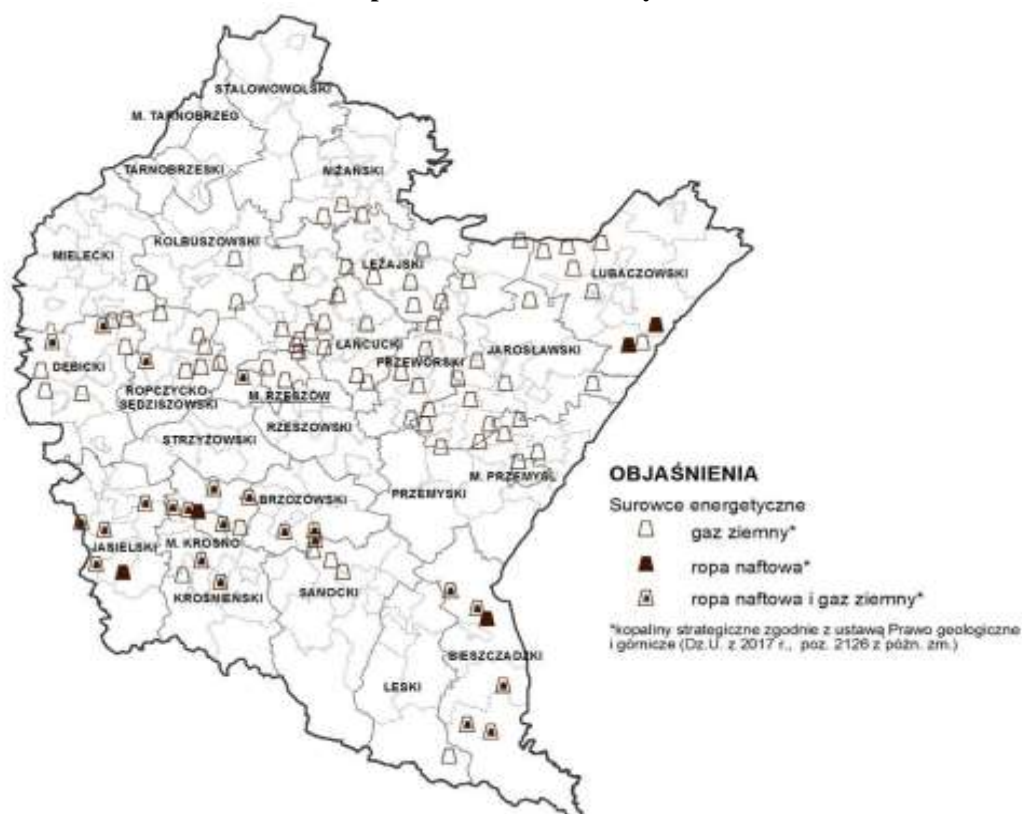 STALOWOWOLSKI
M. TARNOBRZEG
TARNOBRZESKI
NIŻAŃSKI
KOLBUSZOWSKI
MIELECKI
LEŻAJSKI
LUBACZOWSKI
ŁAŃCUCKI
PRZEWORSKI
JAROSŁAWSKI
DĘBICKI
ROPCZYCKO-
SĘDZISZOWSKI
M. RZESZÓW
RZESZOWSKI
STRZYŻOWSKI
M. PRZEMYŚL
PRZEMYSKI
BRZOZOWSKI
JASIELSKI
M. KROSNO
KROŚNIEŃSKI
SANOCKI
BIESZCZADZKI
LESKI
OBJAŚNIENIA
Surowce energetyczne
gaz ziemny*
ropa naftowa*
ropa naftowa i gaz ziemny*
*kopaliny strategiczne zgodnie z ustawą Prawo geologiczne
i górnicze (Dz.U. z 2017 r., poz. 2126 z późn. zm.)